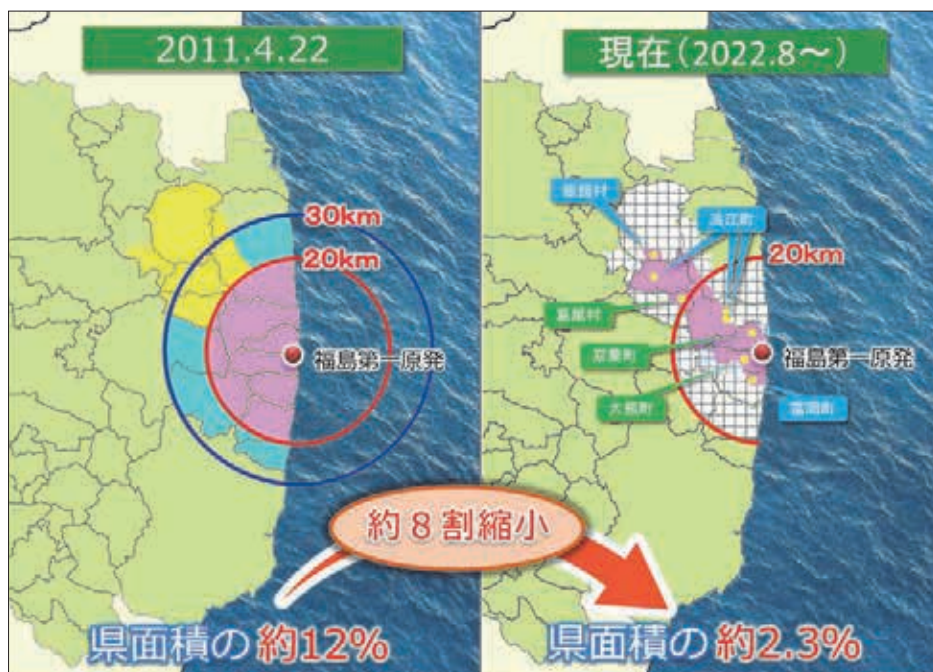 2011.4.22
30km
20km
福島第一原発
県面積の 約12%
約8割縮小
現在（2022.8～）
飯舘村
浪江町
20km
葛尾村
双葉町
福島第一原発
大熊町
富岡町
県面積の 約2.3%